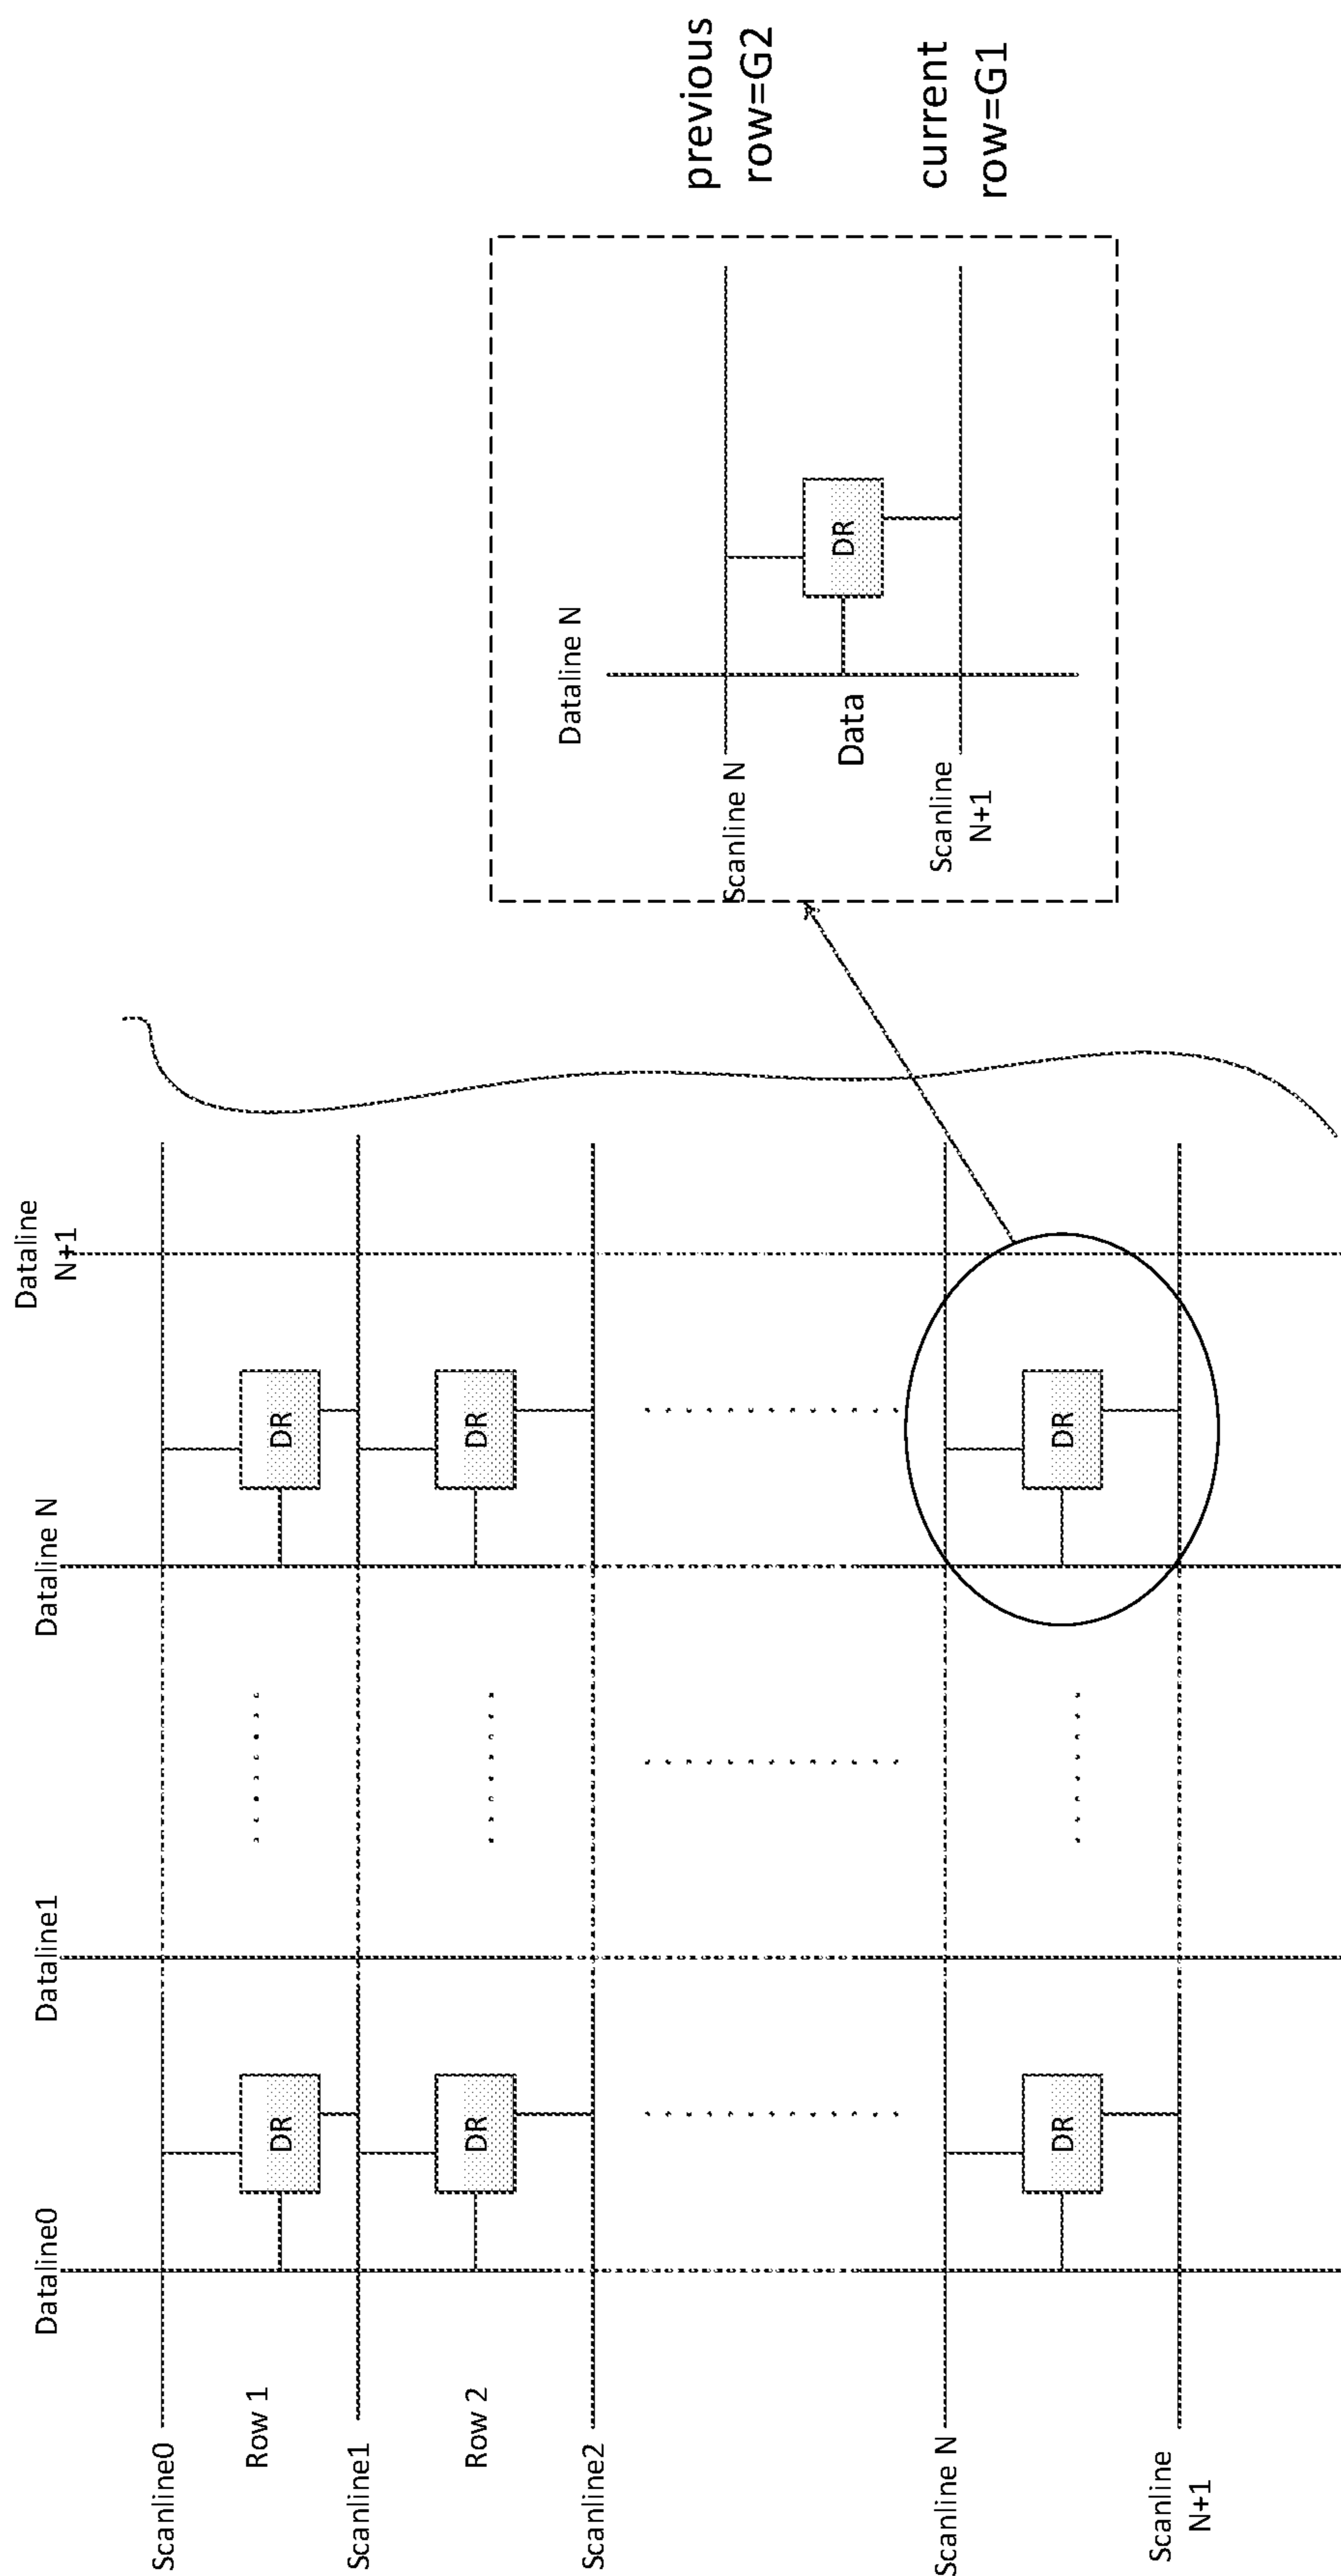 Dataline0
Dataline1
Dataline N
Dataline
N+1
Scanline0
Row 1
DR
DR
Scanline1
Row 2
DR
DR
Scanline2
Scanline N
DR
DR
Scanline
N+1
Dataline N
Scanline N
previous
row=G2
Data
DR
Scanline
N+1
current
row=G1